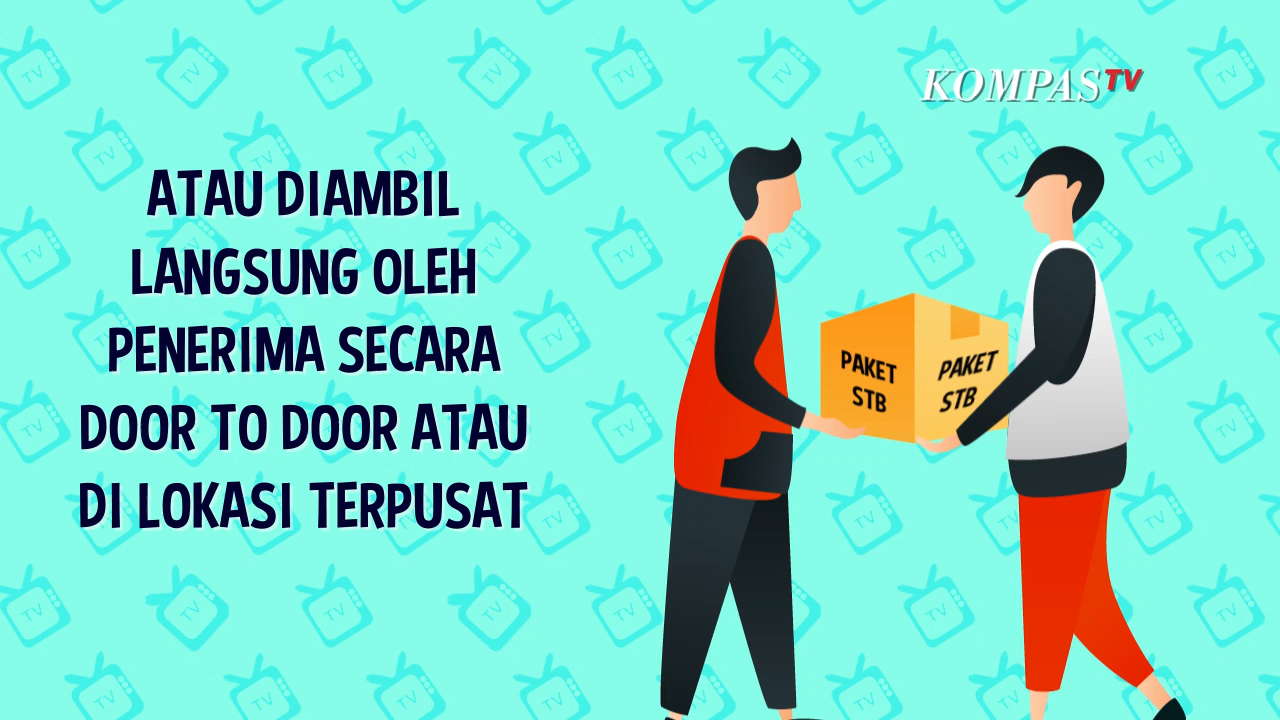 KOMPASTV
ATAU DIAMBIL
LANGSUNG OLEH
PENERIMA SECARA
DOOR TO DOOR ATAU
DI LOKASI TERPUSAT
PAKET
STB
PAKET
STB